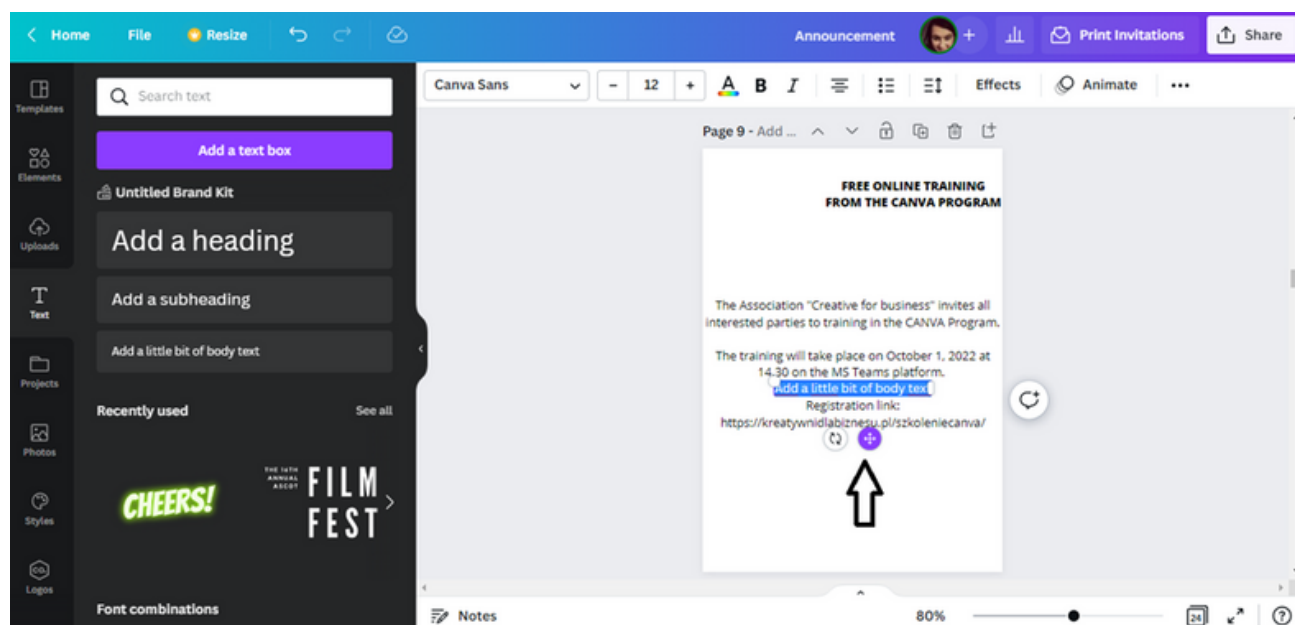 Home File Resize Announcement Print Invitations Share
Templates
Elements
Uploads
Text
Projects
Photos
Styles
CO.
Logos
Search text
Add a text box
Untitled Brand Kit
Add a heading
Add a subheading
Add a little bit of body text
Recently used See all
CHEERS!
THE 14TH
ANNUAL
ASCOT
FILM
FEST
Font combinations
Canva Sans – 12 + A B I Effects Animate
Page 9 - Add ...
FREE ONLINE TRAINING
FROM THE CANVA PROGRAM
The Association "Creative for business" invites all
interested parties to training in the CANVA Program.
The training will take place on October 1, 2022 at
14.30 on the MS Teams platform.
Add a little bit of body text
Registration link:
https://kreatywnidlabiznesu.pl/szkoleniecanva/
Notes 80% 24 ?